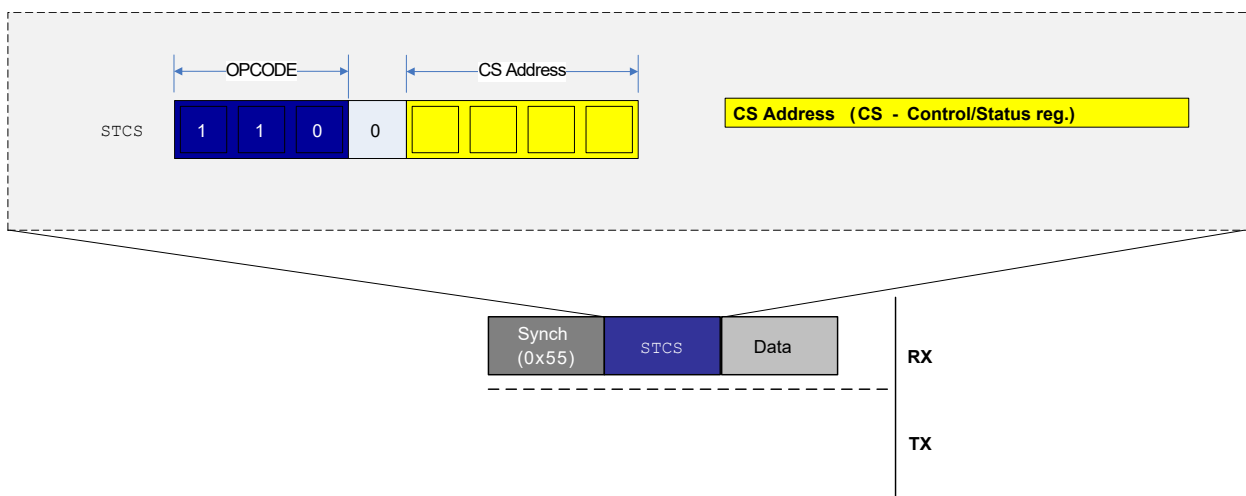 OPCODE CS Address
STCS 1 1 0 0 CS Address (CS - Control/Status reg.)
Synch
(0x55) STCS Data RX
TX